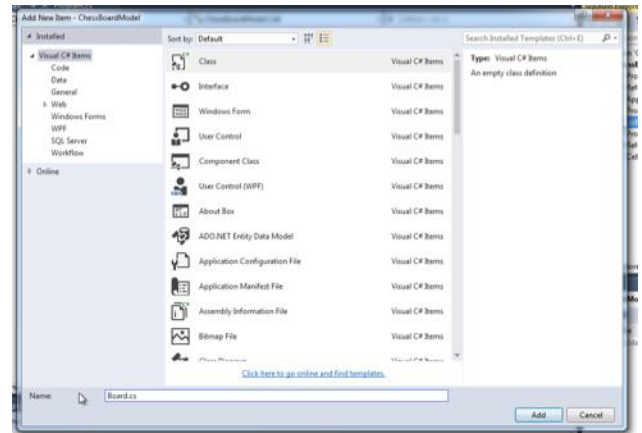 Add New Item - ChessBoardModel
Installed
Sort by: Default
Search Installed Templates (Ctrl+E)
Visual C# Items
Code
Data
General
Web
Windows Forms
WPF
SQL Server
Workflow
Online
Class Visual C# Items
Interface Visual C# Items
Windows Form Visual C# Items
User Control Visual C# Items
Component Class Visual C# Items
User Control (WPF) Visual C# Items
About Box Visual C# Items
ADO.NET Entity Data Model Visual C# Items
Application Configuration File Visual C# Items
Application Manifest File Visual C# Items
Assembly Information File Visual C# Items
Bitmap File Visual C# Items
Type: Visual C# Items
An empty class definition
Click here to go online and find templates.
Name: Board.cs
Add Cancel